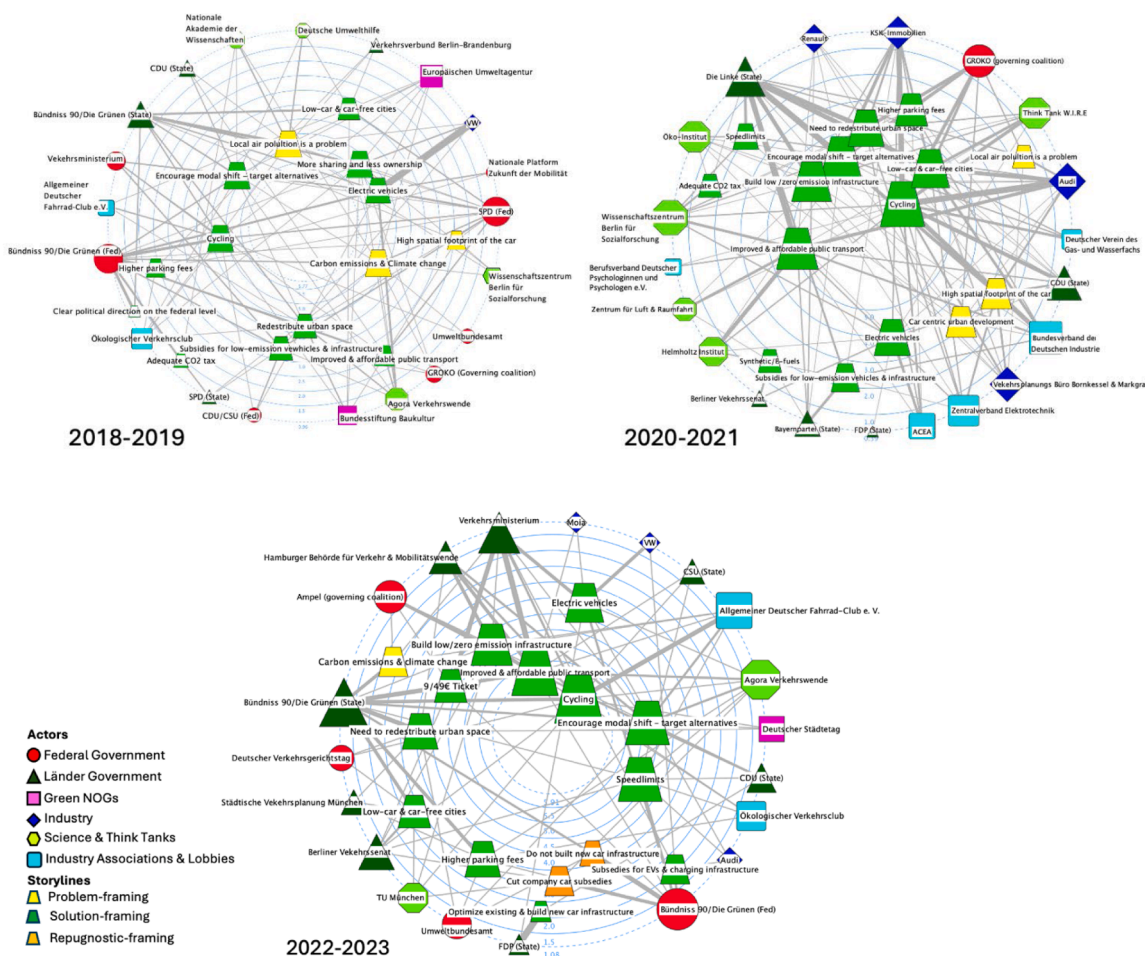 Nationale
Akademie der
Wissenschaften
Deutsche Umwelthilfe
Verkehrsverbund Berlin-Brandenburg
CDU (State)
Europäischen Umweltagentur
Bündniss 90/Die Grünen (State)
Low-car & car-free cities
VW
Local air polultion is a problem
Vekehrsministerium
More sharing and less ownership
Nationale Platform
Zukunft der Mobilität
Encourage modal shift - target alternatives
Electric vehicles
Allgemeiner
Deutscher
Fahrrad-Club e.V.
SPD (Fed)
Cycling
High spatial footprint of the car
Bündniss 90/Die Grünen (Fed)
Higher parking fees
Carbon emissions & Climate change
Wissenschaftszentrum
Berlin für
Sozialforschung
Clear political direction on the federal level
Redestribute urban space
Ökologischer Verkehrsclub
Subsidies for low-emission vewhicles & infrastructure
Umweltbundesamt
Adequate CO2 tax
Improved & affordable public transport
GROKO (Governing coalition)
SPD (State)
CDU/CSU (Fed)
Agora Verkehrswende
Bundesstiftung Baukultur
2018-2019
Renault
KSK-Immobilien
GROKO (governing coalition)
Die Linke (State)
Higher parking fees
Think Tank W.I.R.E
Öko-Institut
Speedlimits
Need to redestribute urban space
Local air polultion is a problem
Encourage modal shift - target alternatives
Low-car & car-free cities
Adequate CO2 tax
Build low /zero emission infrastructure
Audi
Cycling
Wissenschaftszentrum
Berlin für
Sozialforschung
Improved & affordable public transport
Deutscher Verein des
Gas- und Wasserfachs
Berufsverband Deutscher
Psychologinnen und
Psychologen e.V.
CDU (State)
High spatial footprint of the car
Zentrum für Luft & Raumfahrt
Car centric urban development
Bundesverband der
Deutschen Industrie
Electric vehicles
Helmholtz Institut
Synthetic/E-fuels
Subsidies for low-emission vehicles & infrastructure
Vekehrsplanungs Büro Bornkessel & Markgra
Berliner Vekehrssenat
Zentralverband Elektrotechnik
Bayernpartei (State)
FDP (State)
ACEA
2020-2021
Verkehrsministerium
Moia
VW
Hamburger Behörde für Verkehr & Mobilitätswende
CSU (State)
Ampel (governing coalition)
Electric vehicles
Allgemeiner Deutscher Fahrrad-Club e. V.
Build low/zero emission infrastructure
Carbon emissions & climate change
Improved & affordable public transport
Agora Verkehrswende
9/49€ Ticket
Cycling
Bündniss 90/Die Grünen (State)
Encourage modal shift - target alternatives
Deutscher Städtetag
Need to redestribute urban space
Deutscher Verkehrsgerichtstag
Speedlimits
CDU (State)
Städtische Vekehrsplanung München
Low-car & car-free cities
Ökologischer Verkehrsclub
Berliner Vekehrssenat
Do not built new car infrastructure
Higher parking fees
Audi
Subsedies for EVs & charging infrastructure
Cut company car subsedies
TU München
Optimize existing & build new car infrastructure
Bündniss 90/Die Grünen (Fed)
Umweltbundesamt
FDP (State)
2022-2023
Actors
Federal Government
Länder Government
Green NOGs
Industry
Science & Think Tanks
Industry Associations & Lobbies
Storylines
Problem-framing
Solution-framing
Repugnostic-framing